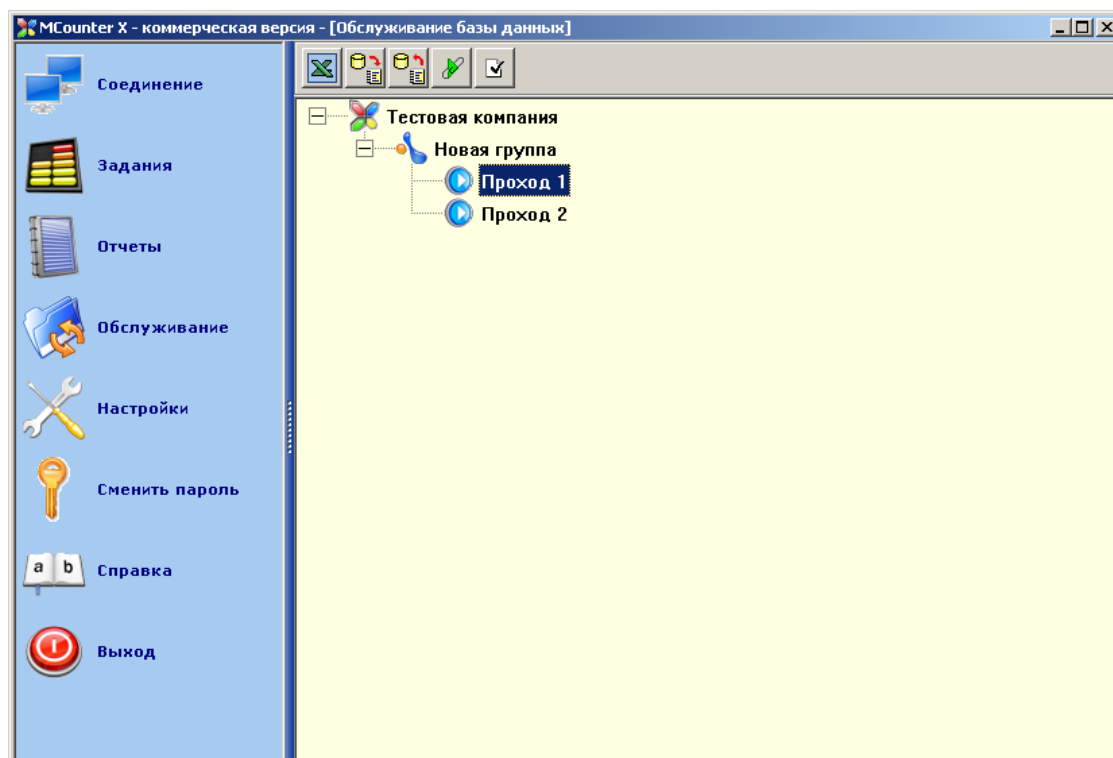 MCounter X - коммерческая версия - [Обслуживание базы данных]
Соединение
Задания
Отчеты
Обслуживание
Настройки
Сменить пароль
a b
Справка
Выход
Тестовая компания
Новая группа
Проход 1
Проход 2